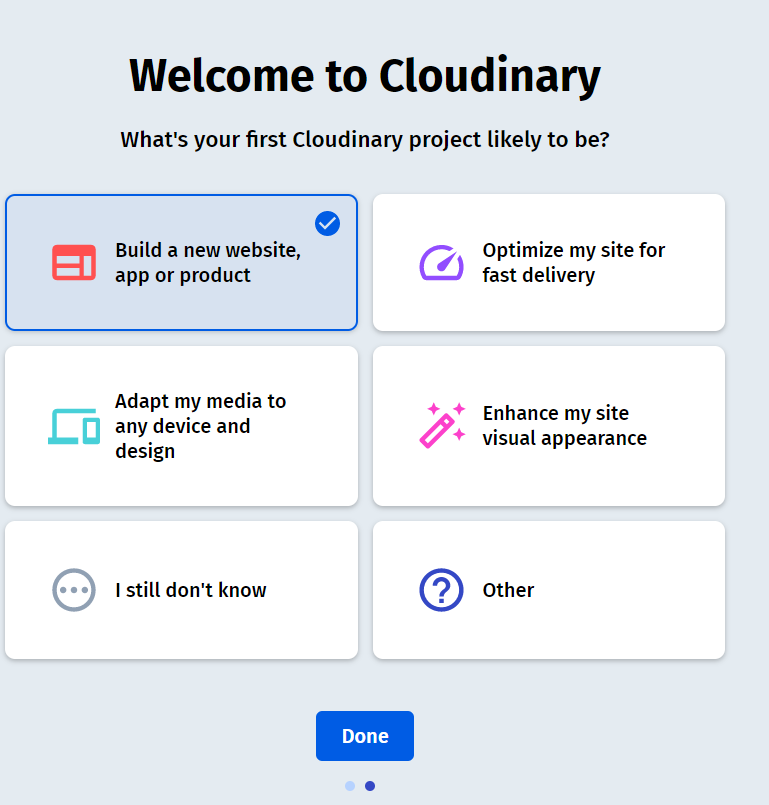 Welcome to Cloudinary
What's your first Cloudinary project likely to be?
Build a new website,
app or product
Optimize my site for
fast delivery
Adapt my media to
any device and
design
Enhance my site
visual appearance
I still don't know
Other
Done